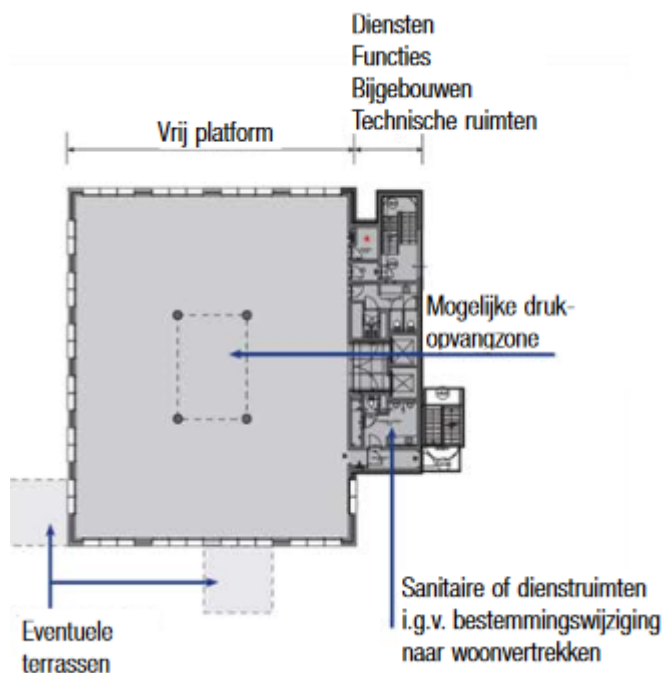 Diensten
Functies
Bijgebouwen
Technische ruimten
Vrij platform
Mogelijke druk-
opvangzone
Sanitaire of dienstruimten
i.g.v. bestemmingswijziging
naar woonvertrekken
Eventuele
terrassen